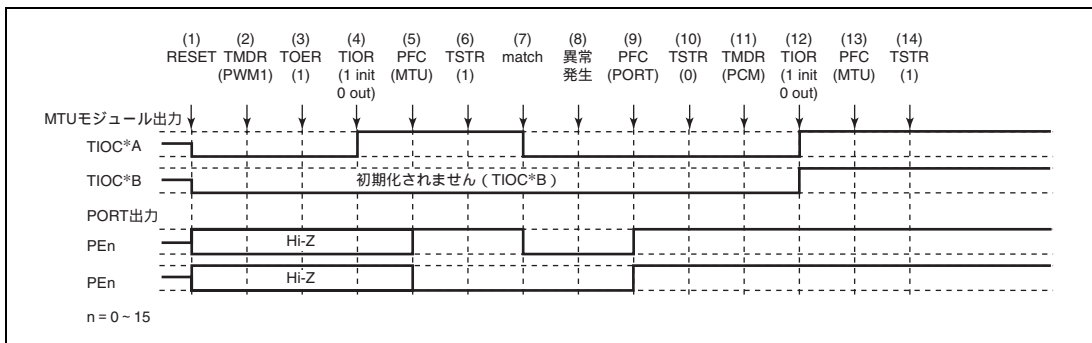 (1) (2) (3) (4) (5) (6) (7) (8) (9) (10) (11) (12) (13) (14)
RESET TMDR TOER TIOR PFC TSTR match 異常 PFC TSTR TMDR TIOR PFC TSTR
(PWM1) (1) (1 init (MTU) (1) 発生 (PORT) (0) (PCM) (1 init (MTU) (1)
0 out) 0 out)
MTUモジュール出力
TIOC*A
TIOC*B 初期化されません（TIOC*B）
PORT出力
PEn Hi-Z
PEn Hi-Z
n = 0 ~ 15